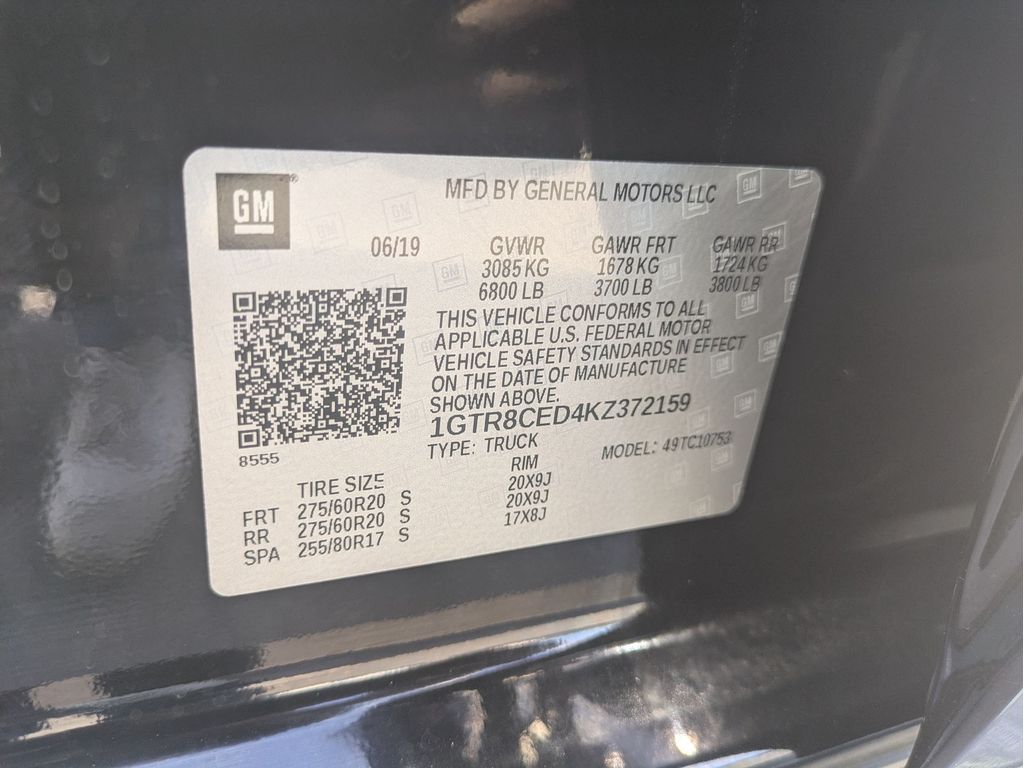 GM
MFD BY GENERAL MOTORS LLC
06/19 GVWR GAWR FRT GAWR RR
3085 KG 1678 KG 1724 KG
6800 LB 3700 LB 3800 LB
THIS VEHICLE CONFORMS TO ALL
APPLICABLE U.S. FEDERAL MOTOR
VEHICLE SAFETY STANDARDS IN EFFECT
ON THE DATE OF MANUFACTURE
SHOWN ABOVE.
1GTR8CED4KZ372159
TYPE: TRUCK MODEL: 49TC10753
8555
TIRE SIZE RIM
FRT 275/60R20 S 20X9J
RR 275/60R20 S 20X9J
SPA 255/80R17 S 17X8J